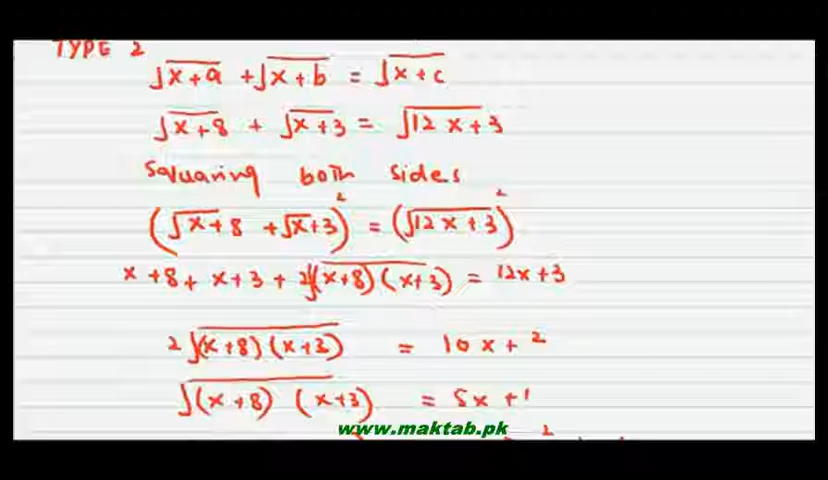 TYPE 2
√x+a + √x+b = √x+c
√x+8 + √x+3 = √12x+3
Squaring both sides
(√x+8 + √x+3)² = (√12x+3)²
x+8+x+3+2√(x+8)(x+3) = 12x+3
2√(x+8)(x+3) = 10x+2
√(x+8)(x+3) = 5x+1
www.maktab.pk